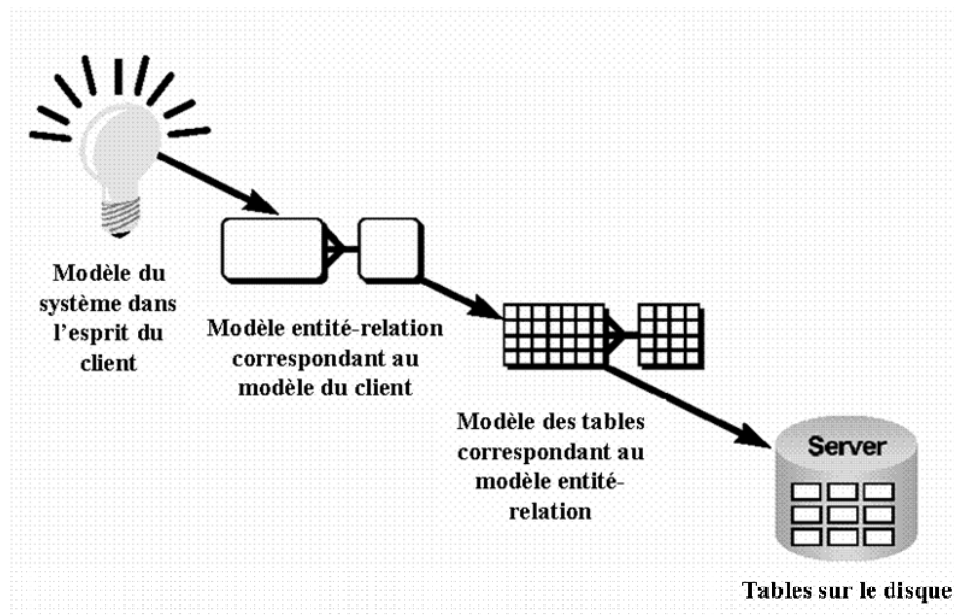 Modèle du
système dans
l'esprit du
client
Modèle entité-relation
correspondant au
modèle du client
Modèle des tables
correspondant au
modèle entité-
relation
Server
Tables sur le disque